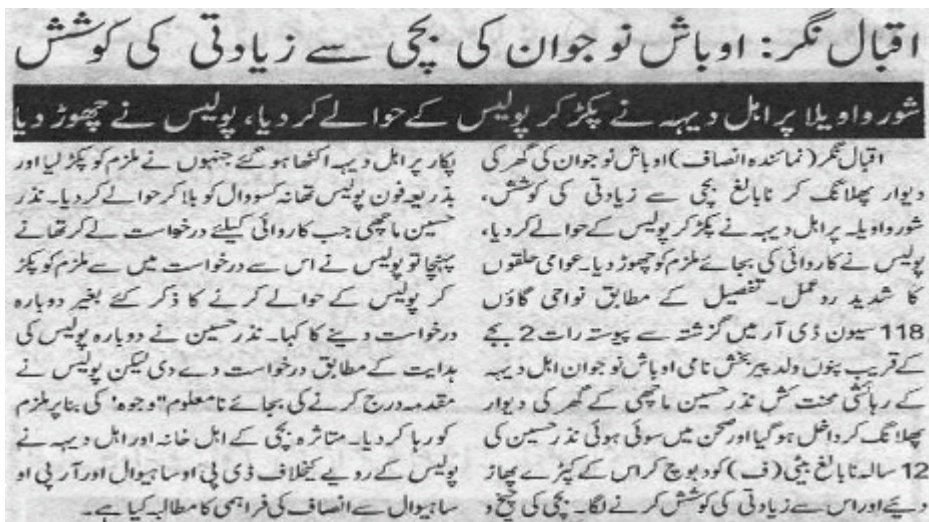 اقبال نگر: اوباش نوجوان کی بچی سے زیادتی کی کوشش
شور واویلا پر اہل دیہہ نے پکڑ کر پولیس کے حوالے کر دیا، پولیس نے چھوڑ دیا
اقبال نگر (نمائندہ انصاف) اوباش نوجوان کی گھر کی
دیوار پھلانگ کر نابالغ بچی سے زیادتی کی کوشش،
شور واویلہ پر اہل دیہہ نے پکڑ کر پولیس کے حوالے کر دیا،
پولیس نے کاروائی کی بجائے ملزم کو چھوڑ دیا۔ عوامی حلقوں
کا شدید ردعمل۔ تفصیل کے مطابق نواحی گاؤں
118 سیون ڈی آر میں گزشتہ سے پیوستہ رات 2 بجے
کے قریب پنوں ولد پیر بخش نامی اوباش نوجوان اہل دیہہ
کے رہائشی محنت کش نذر حسین ماچھی کے گھر کی دیوار
پھلانگ کر داخل ہو گیا اور صحن میں سوئی ہوئی نذر حسین کی
12 سالہ نابالغ بیٹی (ف) کو دبوچ کر اس کے کپڑے پھاڑ
دیئے اور اس سے زیادتی کی کوشش کرنے لگا۔ بچی کی چیخ و
پکار پر اہل دیہہ اکٹھا ہو گئے جنہوں نے ملزم کو پکڑ لیا اور
بذریعہ فون پولیس تھانہ کسووال کو بلا کر حوالے کر دیا۔ نذر
حسین ماچھی جب کاروائی کیلئے درخواست لے کر تھانے
پہنچا تو پولیس نے اس سے درخواست میں سے ملزم کو پکڑ
کر پولیس کے حوالے کرنے کا ذکر کئے بغیر دوبارہ
درخواست دینے کا کہا۔ نذر حسین نے دوبارہ پولیس کی
ہدایت کے مطابق درخواست دے دی لیکن پولیس نے
مقدمہ درج کرنے کی بجائے نامعلوم "وجوہ" کی بنا پر ملزم
کو رہا کر دیا۔ متاثرہ بچی کے اہل خانہ اور اہل دیہہ نے
پولیس کے رویے کیخلاف ڈی پی او ساہیوال اور آر پی او
ساہیوال سے انصاف کی فراہمی کا مطالبہ کیا ہے۔